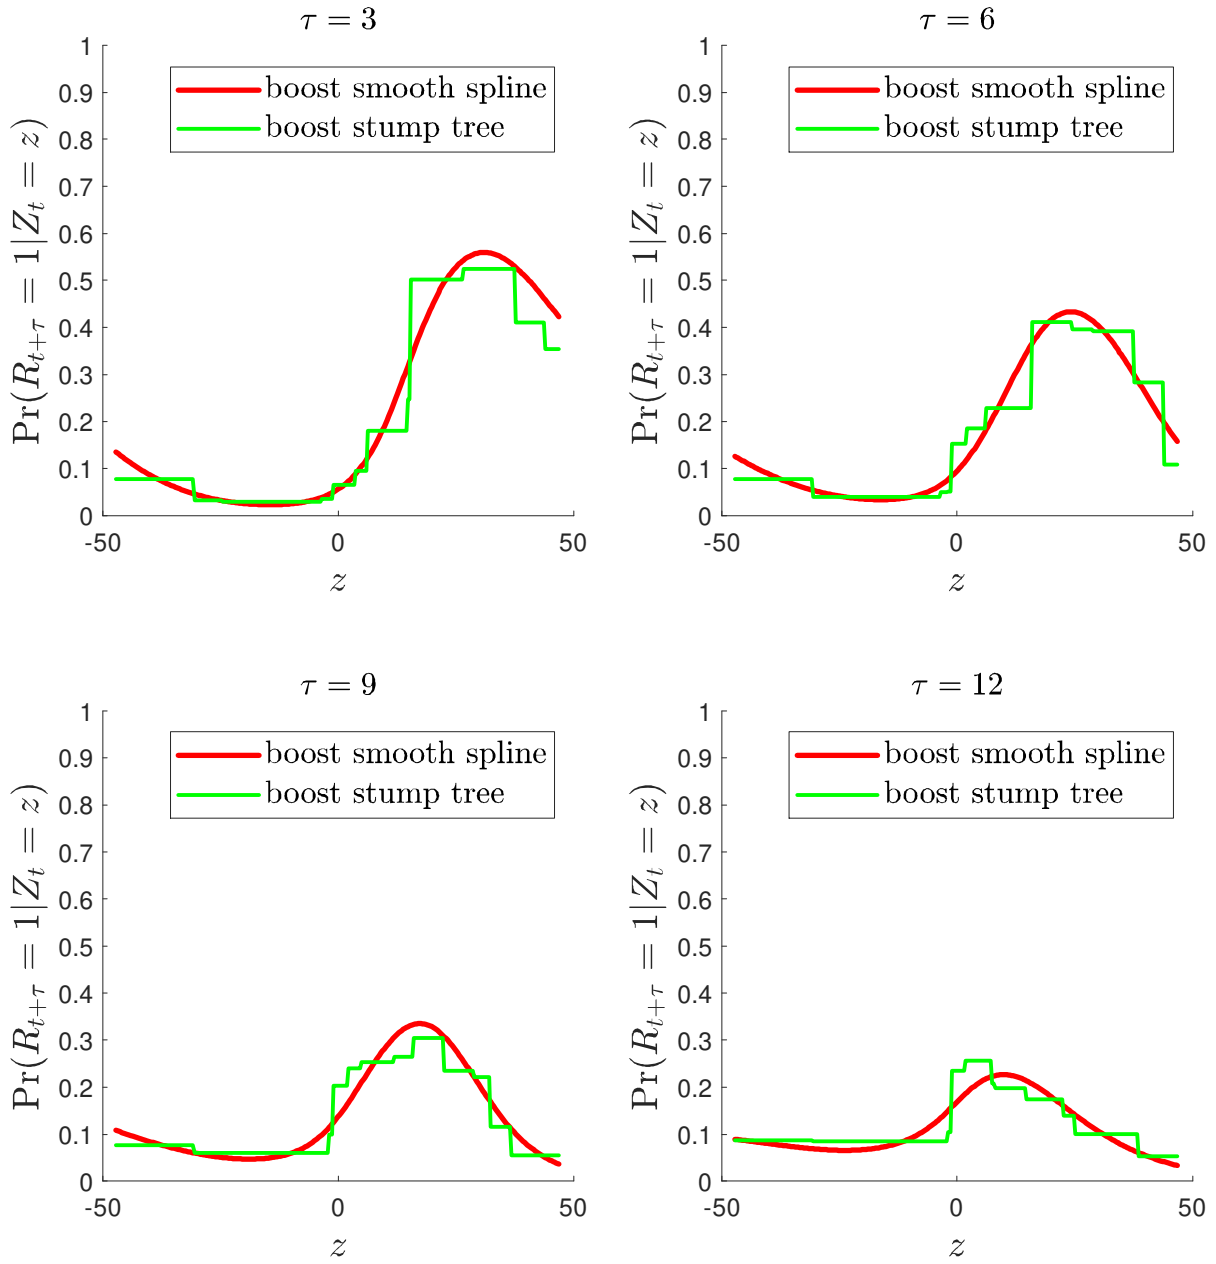 τ = 3
boost smooth spline
boost stump tree
Pr(R_{t+τ} = 1|Z_t = z)
1
0.9
0.8
0.7
0.6
0.5
0.4
0.3
0.2
0.1
0
-50 0 50
z
τ = 6
boost smooth spline
boost stump tree
Pr(R_{t+τ} = 1|Z_t = z)
1
0.9
0.8
0.7
0.6
0.5
0.4
0.3
0.2
0.1
0
-50 0 50
z
τ = 9
boost smooth spline
boost stump tree
Pr(R_{t+τ} = 1|Z_t = z)
1
0.9
0.8
0.7
0.6
0.5
0.4
0.3
0.2
0.1
0
-50 0 50
z
τ = 12
boost smooth spline
boost stump tree
Pr(R_{t+τ} = 1|Z_t = z)
1
0.9
0.8
0.7
0.6
0.5
0.4
0.3
0.2
0.1
0
-50 0 50
z